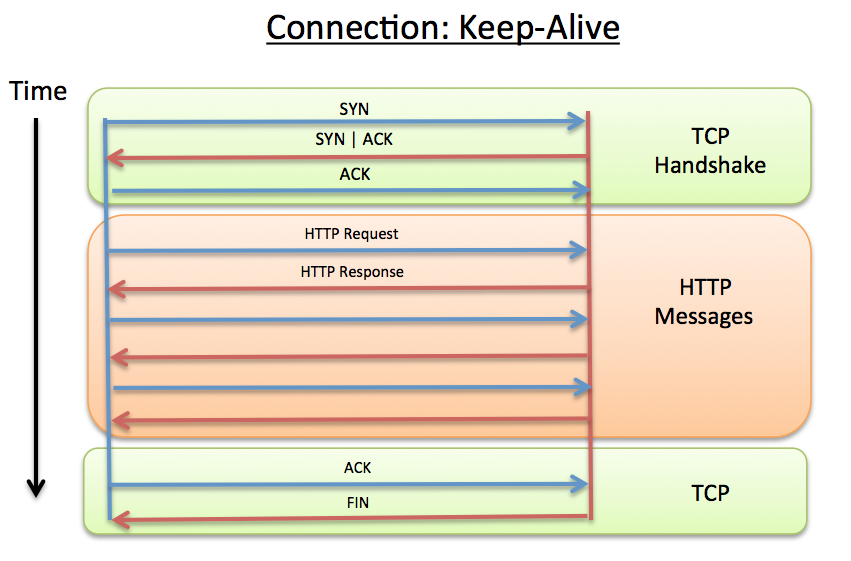 Connection: Keep-Alive
Time
SYN
SYN | ACK
ACK
TCP
Handshake
HTTP Request
HTTP Response
HTTP
Messages
ACK
FIN
TCP